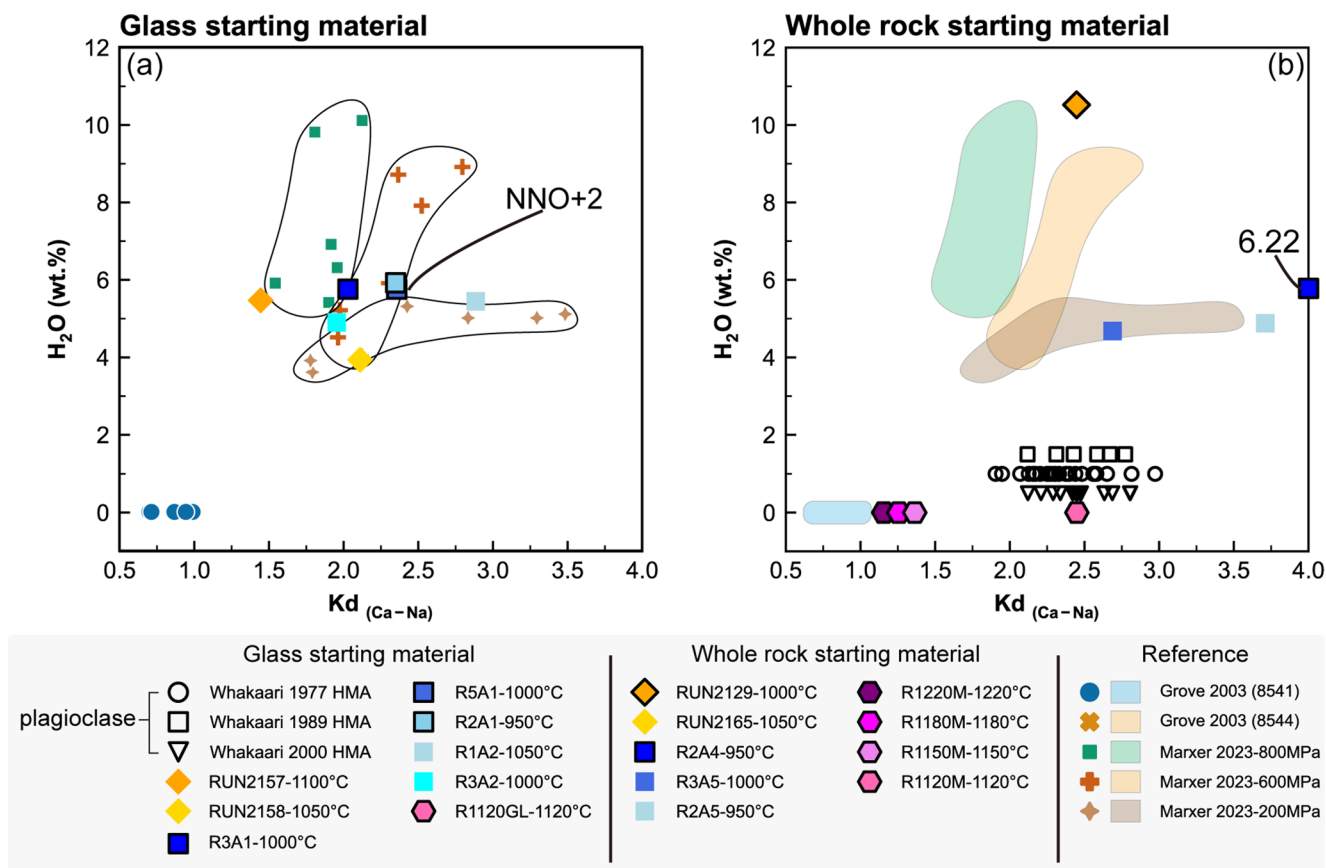 Glass starting material
Whole rock starting material
(a)
12
10
8
6
4
2
0
H₂O (wt.%)
NNO+2
0.5 1.0 1.5 2.0 2.5 3.0 3.5 4.0
Kd (Ca−Na)
(b)
12
10
8
6
4
2
0
H₂O (wt.%)
6.22
0.5 1.0 1.5 2.0 2.5 3.0 3.5 4.0
Kd (Ca−Na)
Glass starting material
plagioclase
Whakaari 1977 HMA
Whakaari 1989 HMA
Whakaari 2000 HMA
RUN2157-1100°C
RUN2158-1050°C
R3A1-1000°C
R5A1-1000°C
R2A1-950°C
R1A2-1050°C
R3A2-1000°C
R1120GL-1120°C
Whole rock starting material
RUN2129-1000°C
RUN2165-1050°C
R2A4-950°C
R3A5-1000°C
R2A5-950°C
R1220M-1220°C
R1180M-1180°C
R1150M-1150°C
R1120M-1120°C
Reference
Grove 2003 (8541)
Grove 2003 (8544)
Marxer 2023-800MPa
Marxer 2023-600MPa
Marxer 2023-200MPa